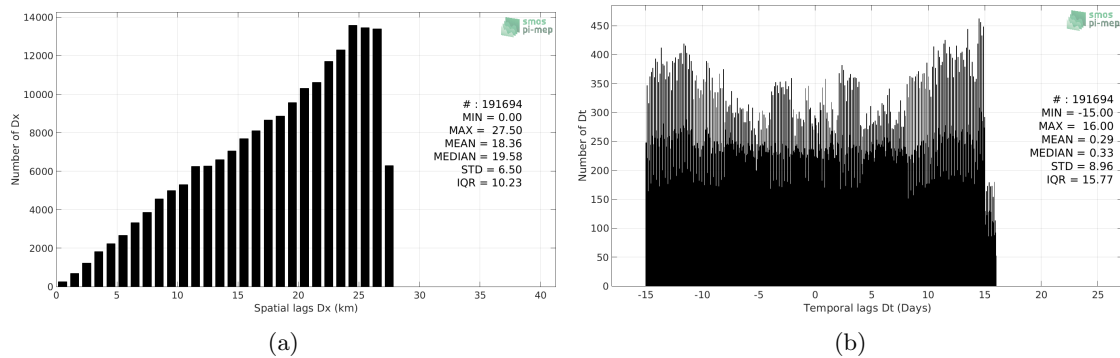 14000
12000
10000
8000
6000
4000
2000
0
Number of Dx
smos
pi-mep
# : 191694
MIN = 0.00
MAX = 27.50
MEAN = 18.36
MEDIAN = 19.58
STD = 6.50
IQR = 10.23
0 5 10 15 20 25 30 35 40
Spatial lags Dx (km)
(a)
450
400
350
300
250
200
150
100
50
0
Number of Dt
smos
pi-mep
# : 191694
MIN = -15.00
MAX = 16.00
MEAN = 0.29
MEDIAN = 0.33
STD = 8.96
IQR = 15.77
-15 -10 -5 0 5 10 15 20 25
Temporal lags Dt (Days)
(b)